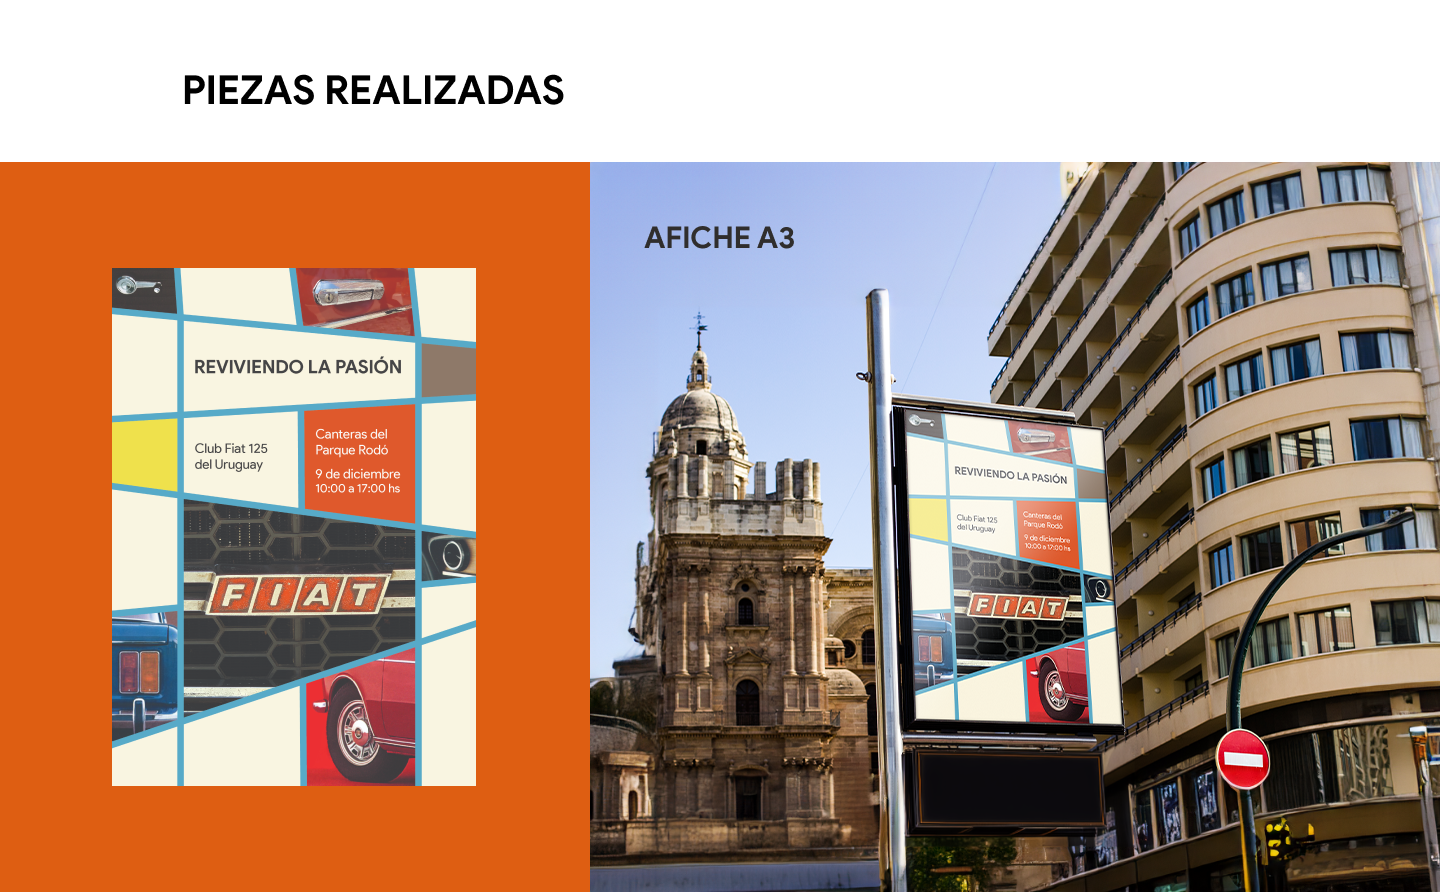 PIEZAS REALIZADAS
REVIVIENDO LA PASIÓN
Club Fiat 125
del Uruguay
Canteras del
Parque Rodó
9 de diciembre
10:00 a 17:00 hs
FIAT
AFICHE A3
REVIVIENDO LA PASIÓN
Club Fiat 125
del Uruguay
Canteras del
Parque Rodó
9 de diciembre
10:00 a 17:00 hs
FIAT